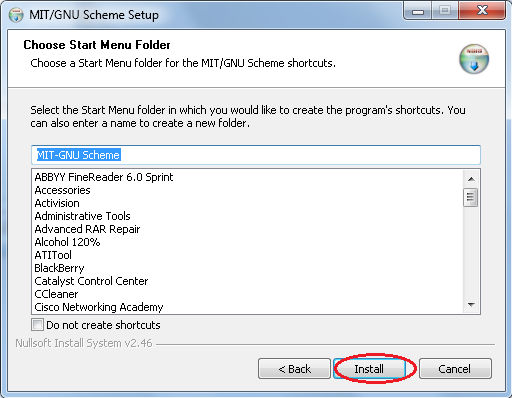 MIT/GNU Scheme Setup
Choose Start Menu Folder
Choose a Start Menu folder for the MIT/GNU Scheme shortcuts.
Select the Start Menu folder in which you would like to create the program's shortcuts. You
can also enter a name to create a new folder.
MIT-GNU Scheme
ABBYY FineReader 6.0 Sprint
Accessories
Activision
Administrative Tools
Advanced RAR Repair
Alcohol 120%
ATITool
BlackBerry
Catalyst Control Center
CCleaner
Cisco Networking Academy
Do not create shortcuts
Nullsoft Install System v2.46
< Back
Install
Cancel